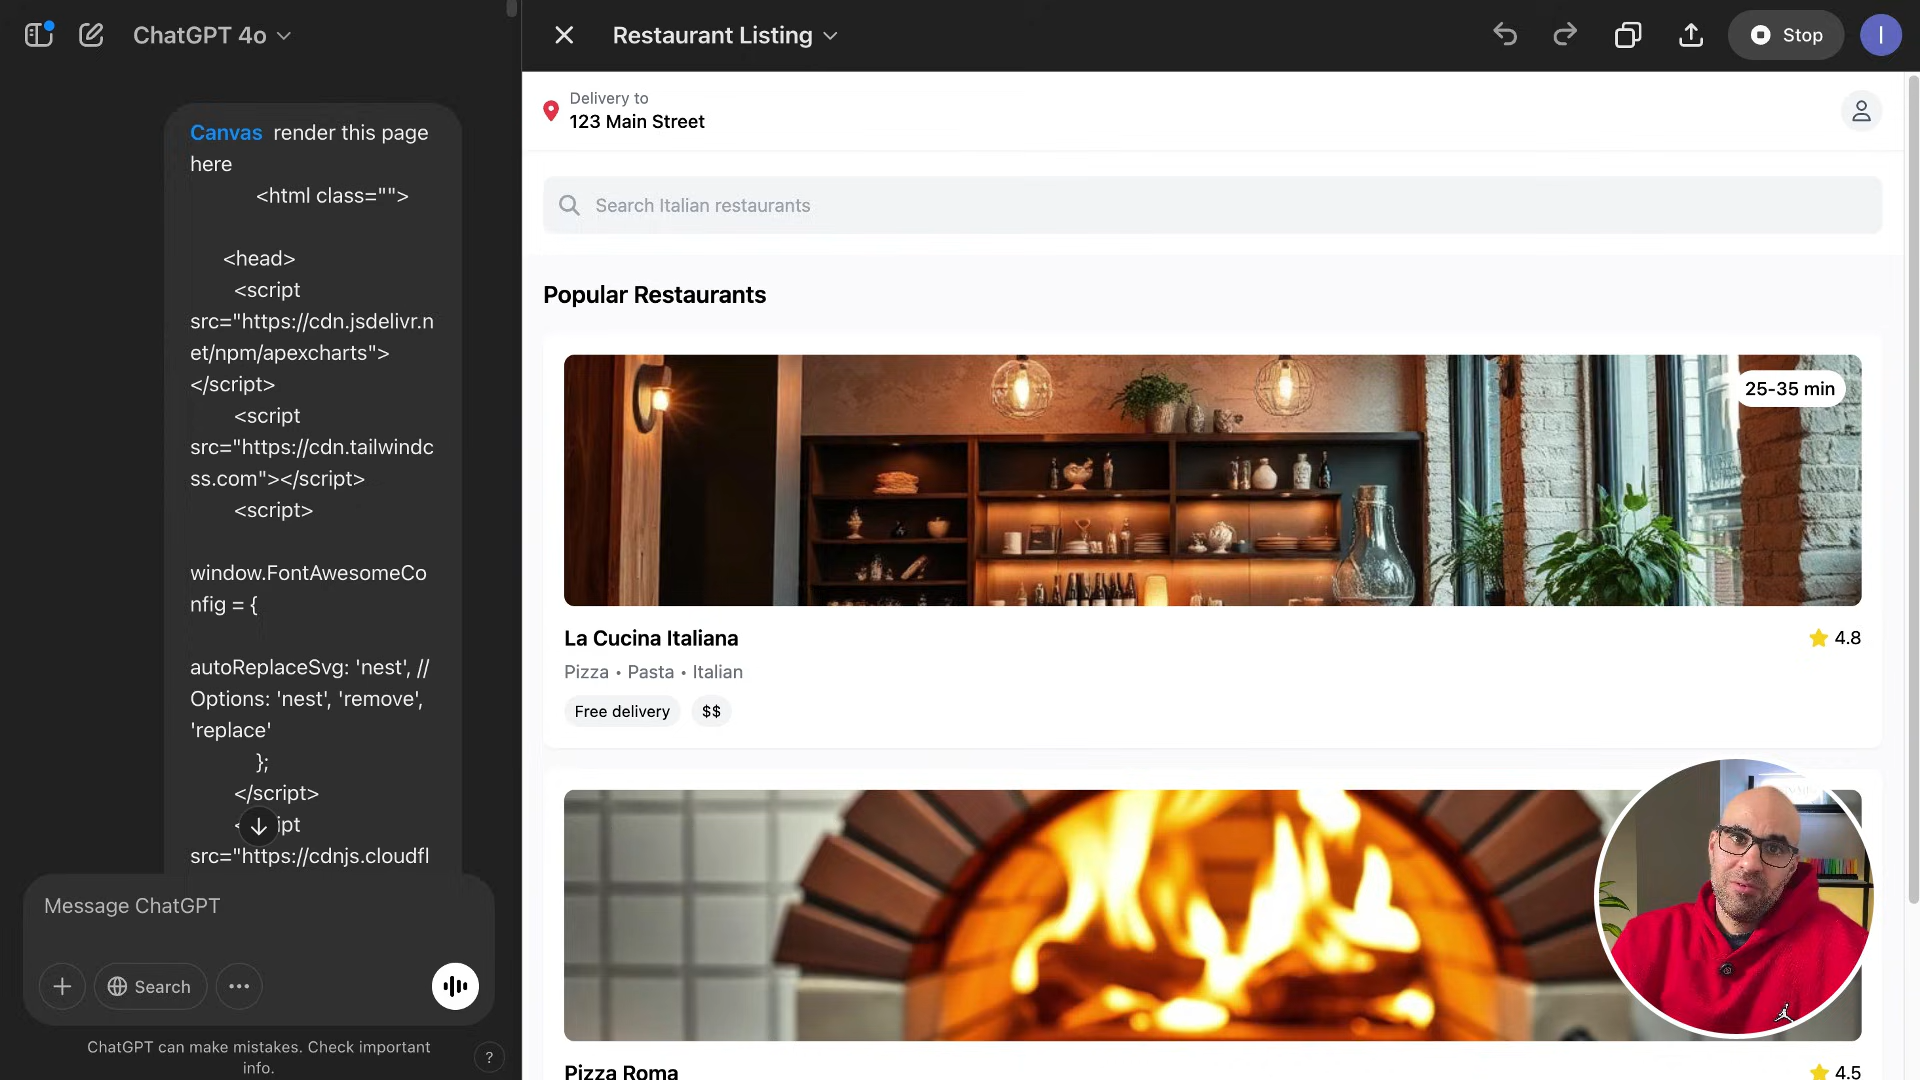 ChatGPT 4o
Canvas render this page
here
<html class="">
<head>
<script
src="https://cdn.jsdelivr.n
et/npm/apexcharts">
</script>
<script
src="https://cdn.tailwindc
ss.com"></script>
<script>
window.FontAwesomeCo
nfig = {
autoReplaceSvg: 'nest', //
Options: 'nest', 'remove',
'replace'
};
</script>
ipt
src="https://cdnjs.cloudfl
Message ChatGPT
Search
ChatGPT can make mistakes. Check important
info.
?
Restaurant Listing
Stop
I
Delivery to
123 Main Street
Search Italian restaurants
Popular Restaurants
25-35 min
La Cucina Italiana
4.8
Pizza • Pasta • Italian
Free delivery
$$
Pizza Roma
4.5